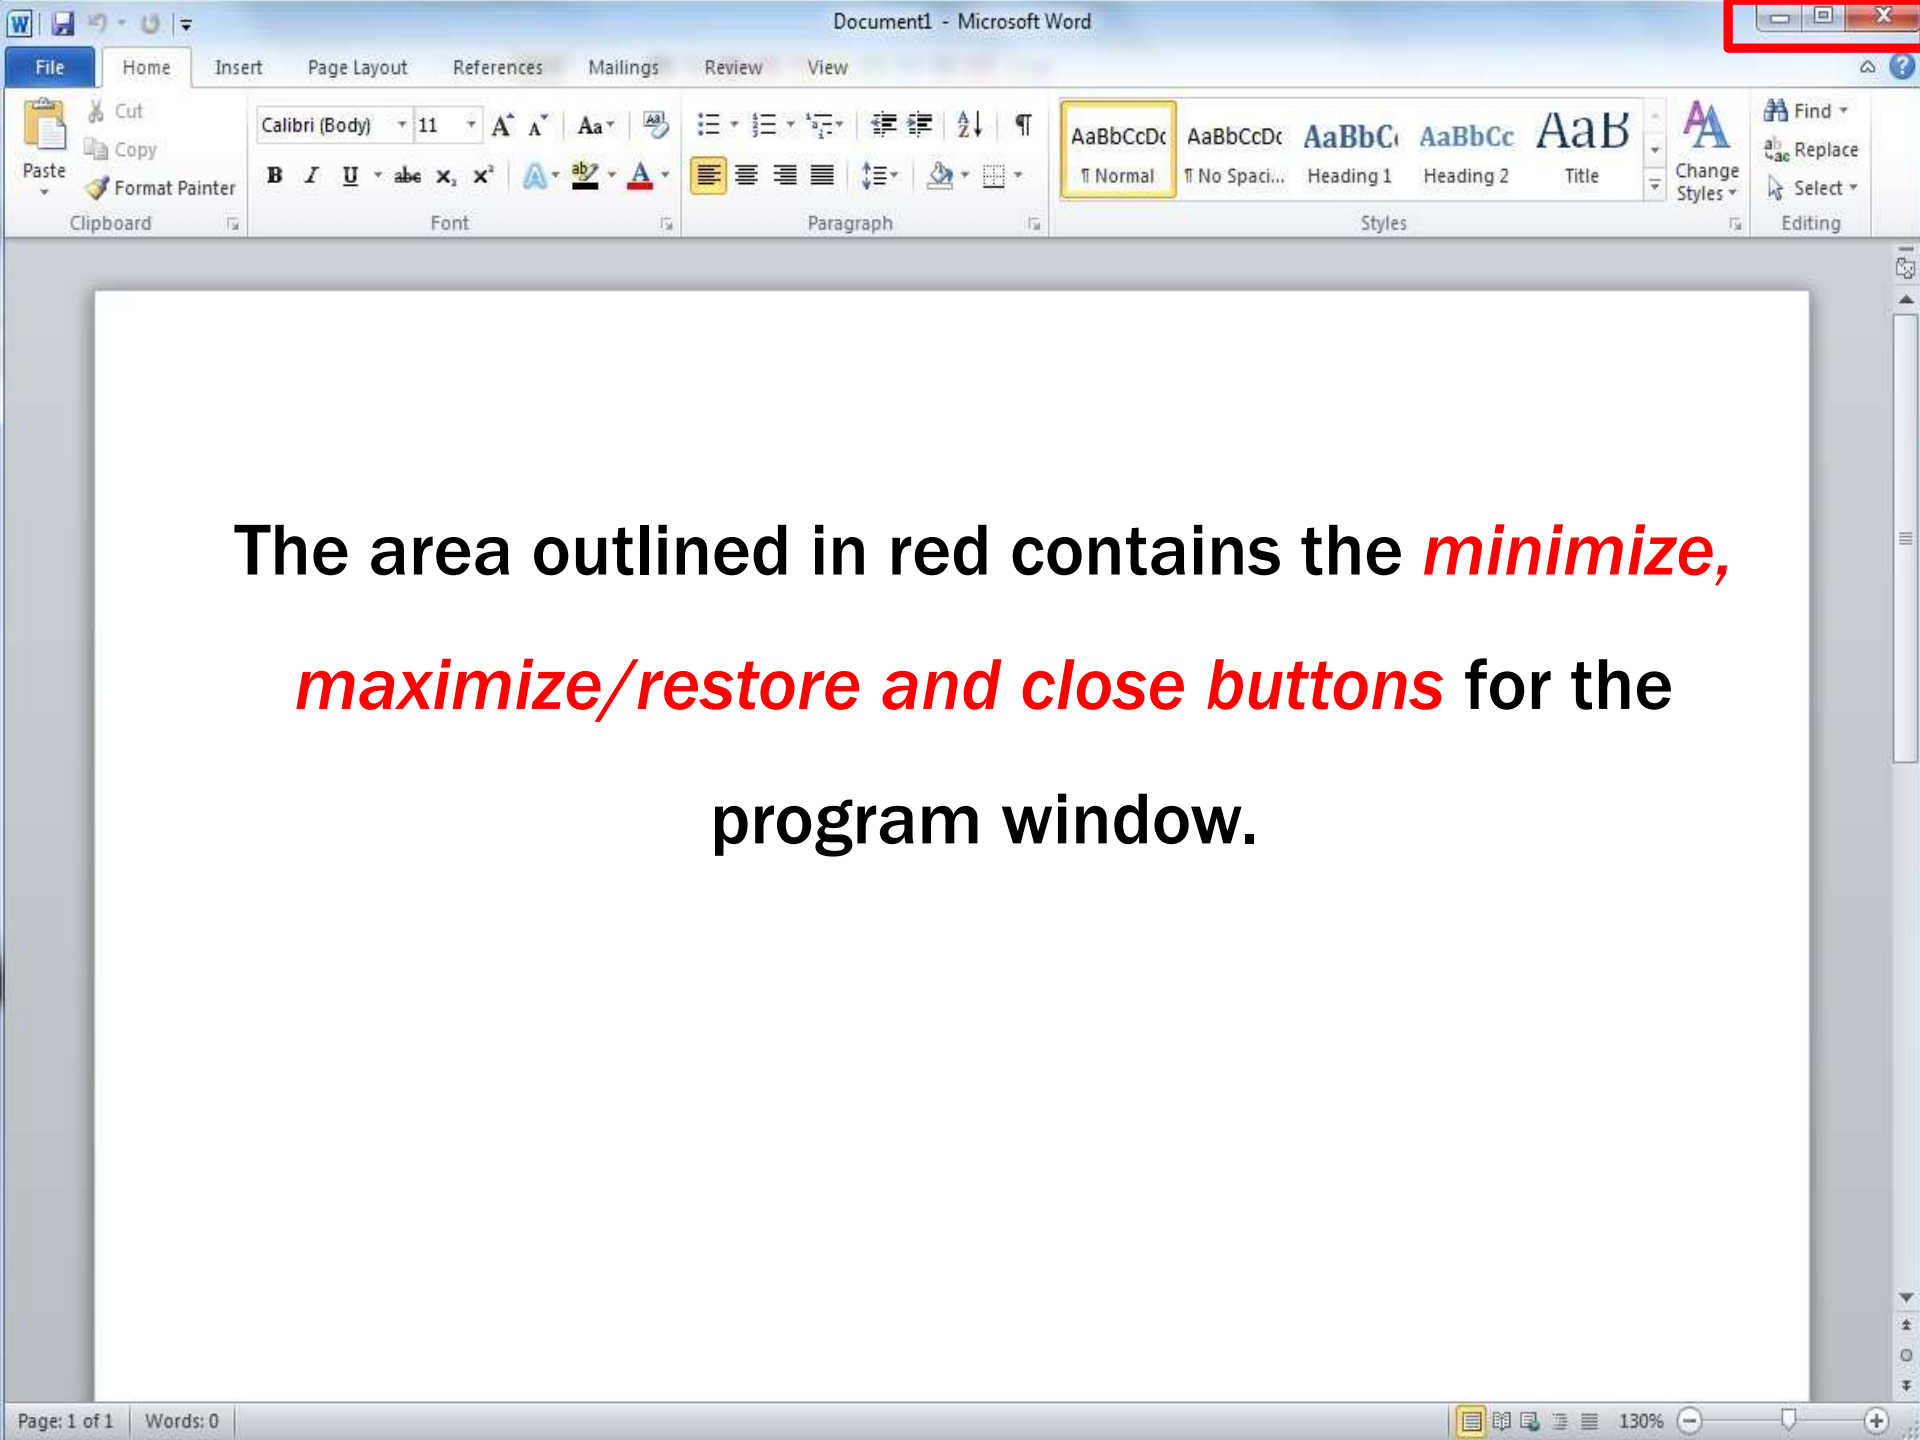 Document1 - Microsoft Word
File Home Insert Page Layout References Mailings Review View
Cut
Copy
Paste
Format Painter
Clipboard
Calibri (Body) 11
Font
Paragraph
AaBbCcDc AaBbCcDc AaBbC AaBbCc AaB
¶ Normal ¶ No Spaci... Heading 1 Heading 2 Title
Change
Styles
Styles
Find
Replace
Select
Editing
The area outlined in red contains the minimize,
maximize/restore and close buttons for the
program window.
Page: 1 of 1 Words: 0 130%